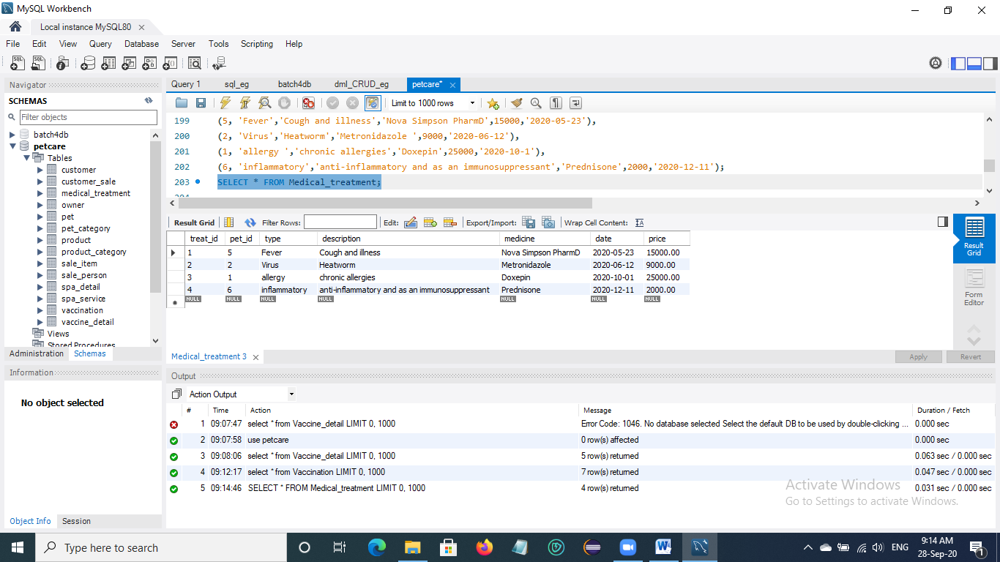 MySQL Workbench
Local instance MySQL80
File Edit View Query Database Server Tools Scripting Help
Navigator
SCHEMAS
Filter objects
batch4db
petcare
Tables
customer
customer_sale
medical_treatment
owner
pet
pet_category
product
product_category
sale_item
sale_person
spa_detail
spa_service
vaccination
vaccine_detail
Views
Stored Procedures
Administration Schemas
Information
No object selected
Object Info Session
Query 1 sql_eg batch4db dml_CRUD_eg petcare*
Limit to 1000 rows
199 (5, 'Fever','Cough and illness','Nova Simpson PharmD',15000,'2020-05-23'),
200 (2, 'Virus','Heatworm','Metronidazole ',9000,'2020-06-12'),
201 (1, 'allergy ','chronic allergies','Doxepin',25000,'2020-10-1'),
202 (6, 'inflammatory','anti-inflammatory and as an immunosuppressant','Prednisone',2000,'2020-12-11');
203 SELECT * FROM Medical_treatment;
204
Result Grid Filter Rows: Edit: Export/Import: Wrap Cell Content:
treat_id pet_id type description medicine date price
1 5 Fever Cough and illness Nova Simpson PharmD 2020-05-23 15000.00
2 2 Virus Heatworm Metronidazole 2020-06-12 9000.00
3 1 allergy chronic allergies Doxepin 2020-10-01 25000.00
4 6 inflammatory anti-inflammatory and as an immunosuppressant Prednisone 2020-12-11 2000.00
NULL NULL NULL NULL NULL NULL NULL
Result Grid
Form Editor
Medical_treatment 3
Apply Revert
Output
Action Output
# Time Action Message Duration / Fetch
1 09:07:47 select * from Vaccine_detail LIMIT 0, 1000 Error Code: 1046. No database selected Select the default DB to be used by double-clicking ... 0.000 sec
2 09:07:58 use petcare 0 row(s) affected 0.000 sec
3 09:08:06 select * from Vaccine_detail LIMIT 0, 1000 5 row(s) returned 0.063 sec / 0.000 sec
4 09:12:17 select * from Vaccination LIMIT 0, 1000 7 row(s) returned 0.047 sec / 0.000 sec
5 09:14:46 SELECT * FROM Medical_treatment LIMIT 0, 1000 4 row(s) returned 0.031 sec / 0.000 sec
Activate Windows
Go to Settings to activate Windows.
Type here to search
ENG
9:14 AM
28-Sep-20
1